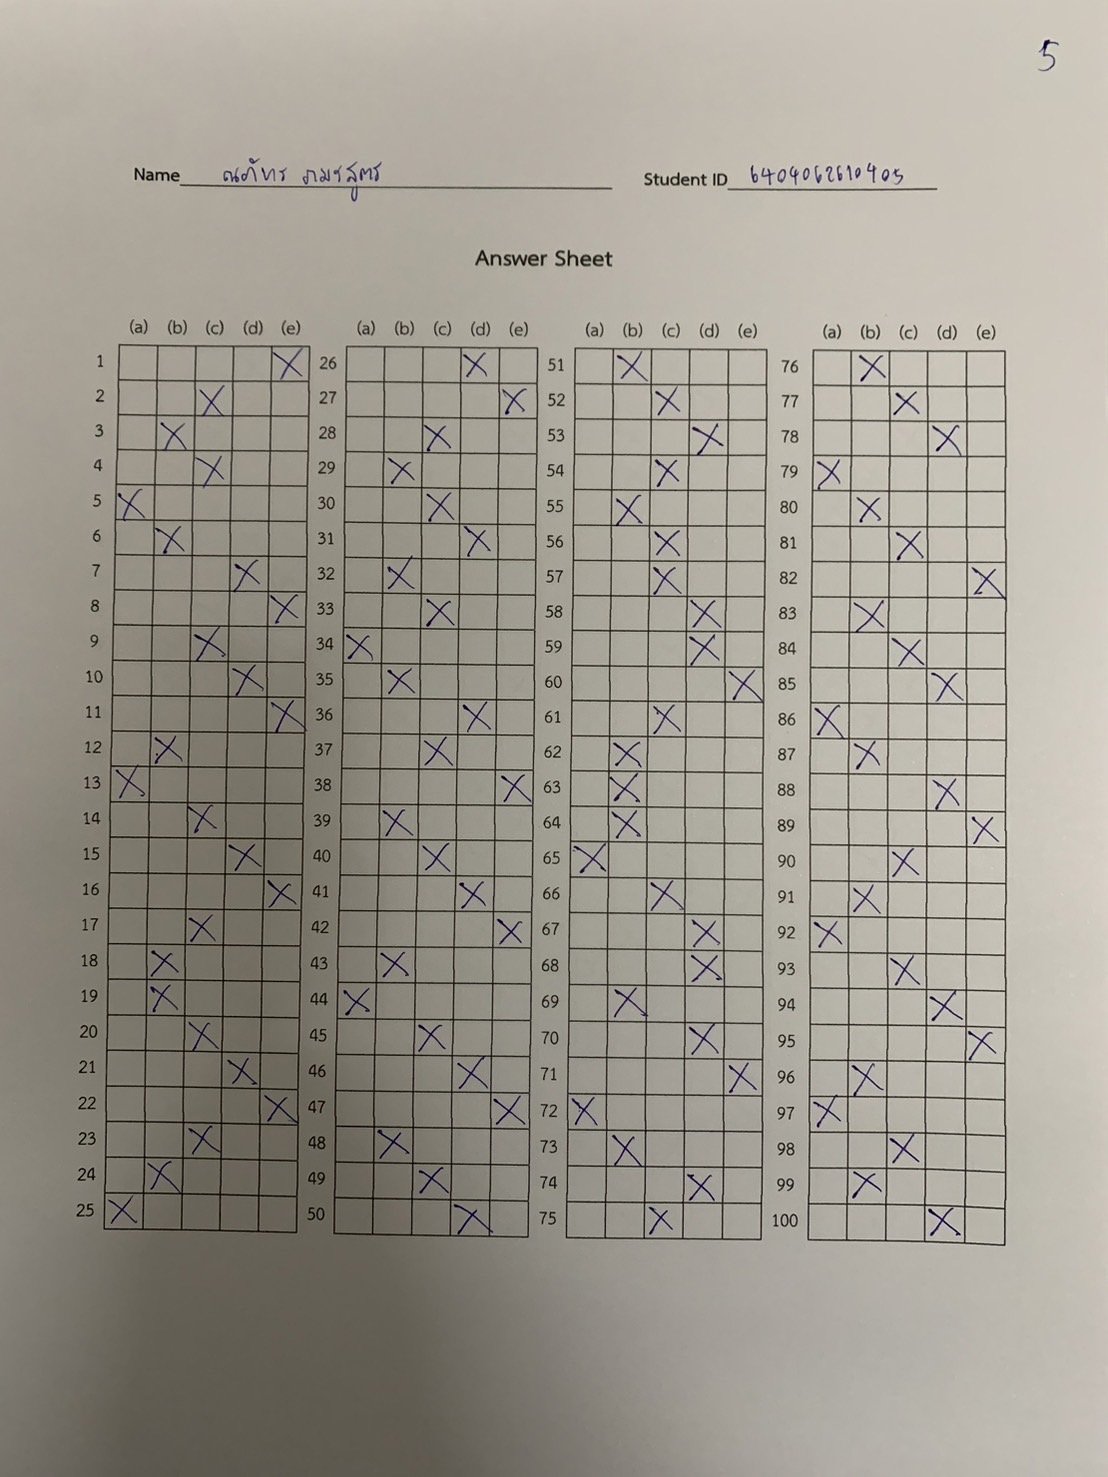 5
Name ณภัทร ภมรสูตร Student ID 6404062610405
Answer Sheet
(a) (b) (c) (d) (e) (a) (b) (c) (d) (e) (a) (b) (c) (d) (e) (a) (b) (c) (d) (e)
1 26 51 76
2 27 52 77
3 28 53 78
4 29 54 79
5 30 55 80
6 31 56 81
7 32 57 82
8 33 58 83
9 34 59 84
10 35 60 85
11 36 61 86
12 37 62 87
13 38 63 88
14 39 64 89
15 40 65 90
16 41 66 91
17 42 67 92
18 43 68 93
19 44 69 94
20 45 70 95
21 46 71 96
22 47 72 97
23 48 73 98
24 49 74 99
25 50 75 100